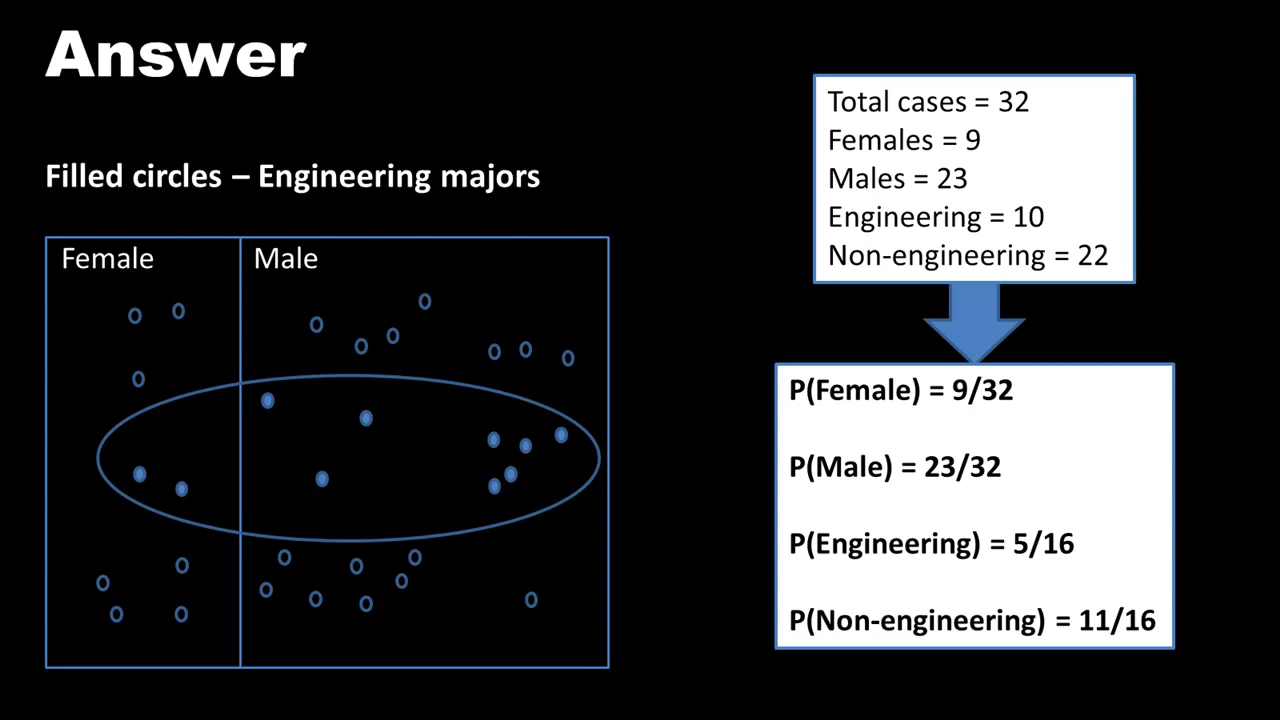 Answer
Filled circles – Engineering majors
Female
Male
Total cases = 32
Females = 9
Males = 23
Engineering = 10
Non-engineering = 22
P(Female) = 9/32
P(Male) = 23/32
P(Engineering) = 5/16
P(Non-engineering) = 11/16